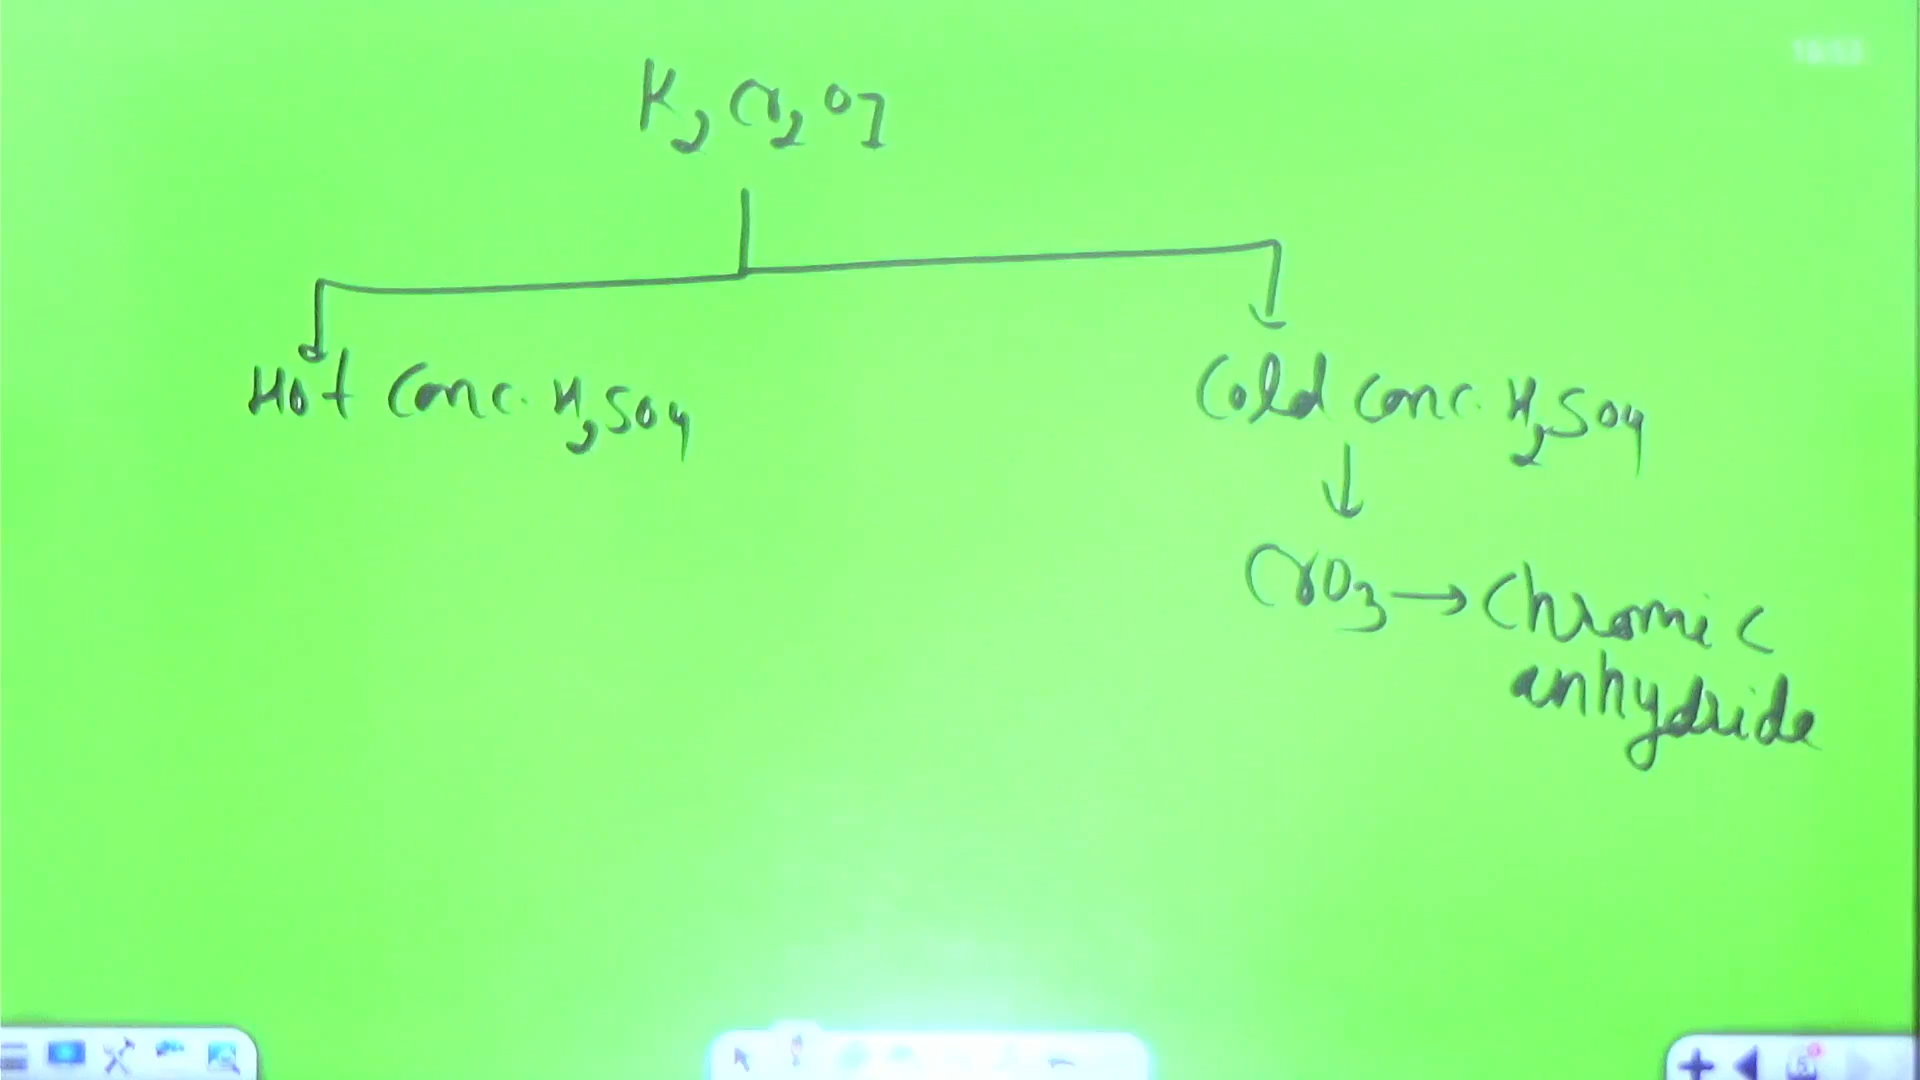 K₂Cr₂O7
Hot Conc. H₂SO4
Cold conc. H₂SO4
CrO3 → Chromic
anhydride